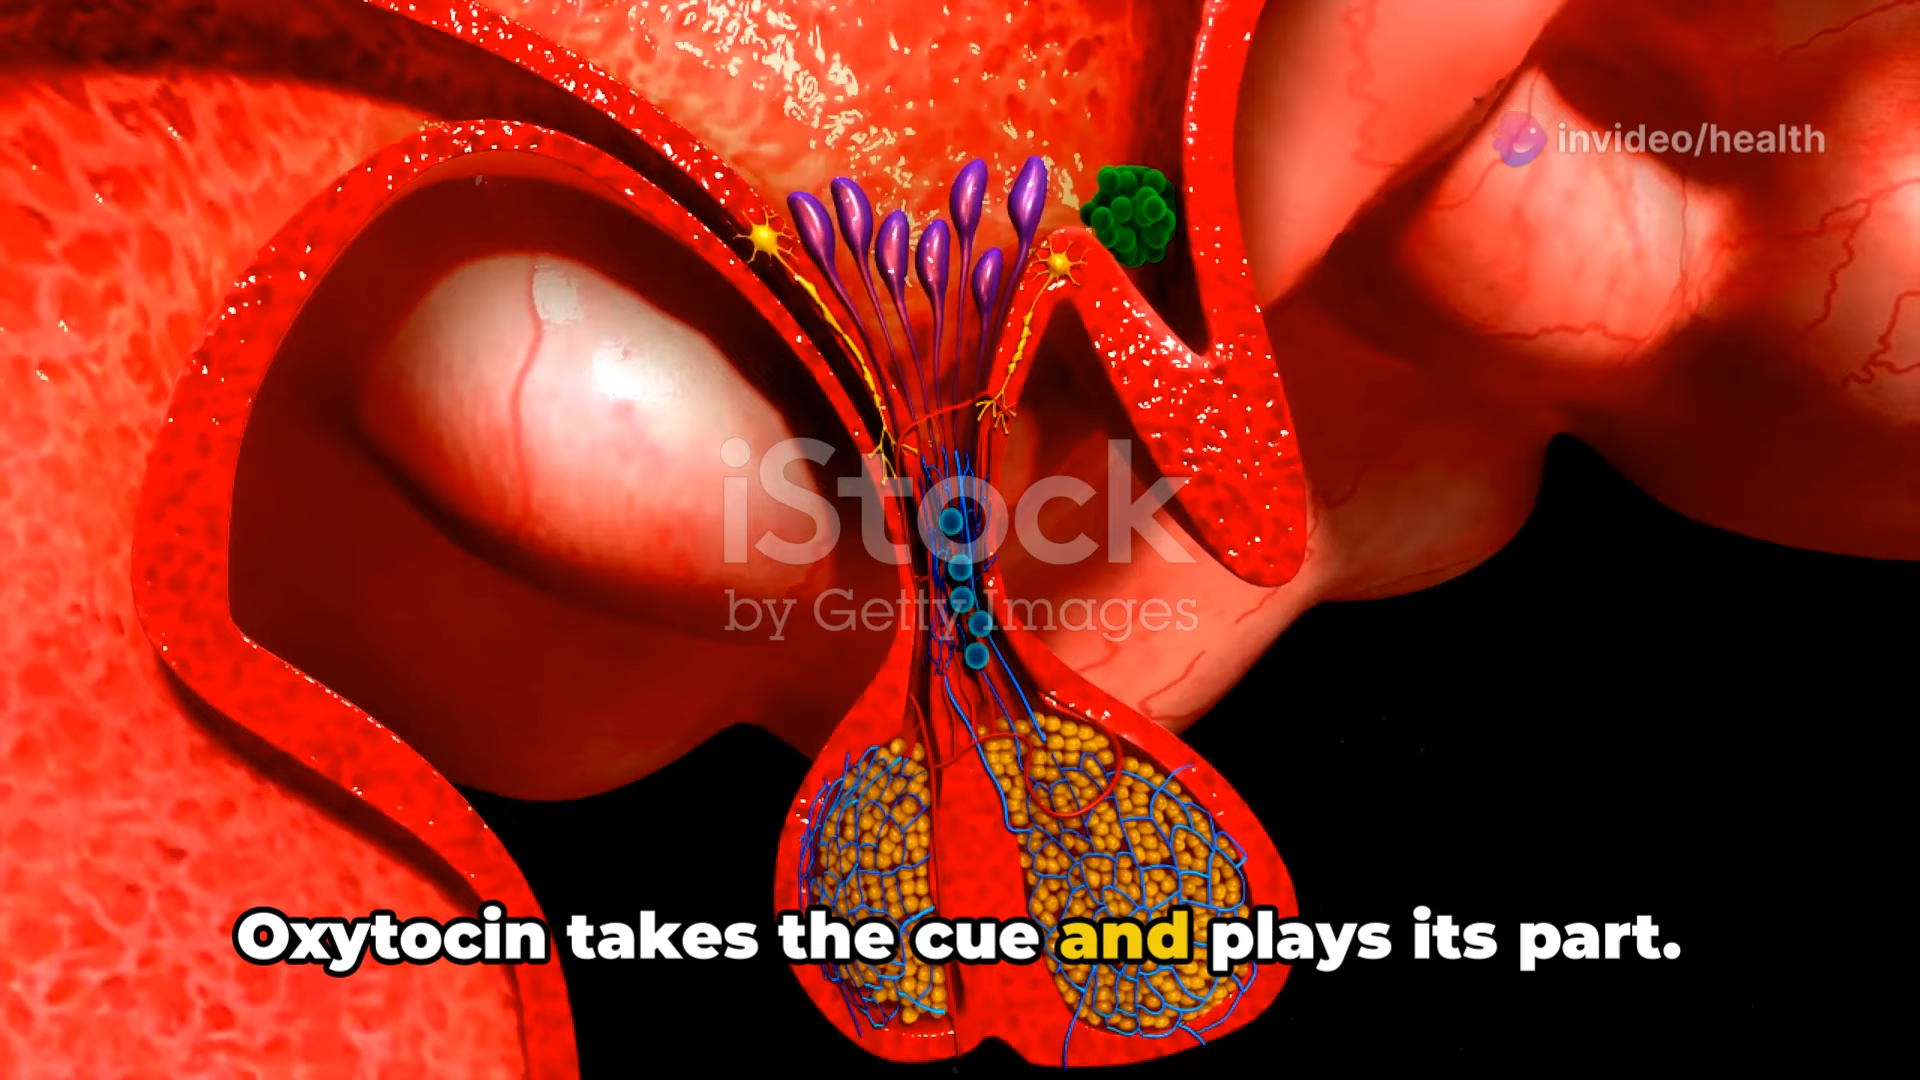 invideo/health
iStock
by Getty Images
Oxytocin takes the cue and plays its part.